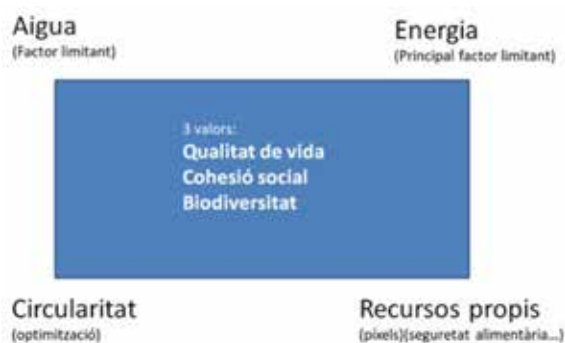 Aigua
(Factor limitant)
Energia
(Principal factor limitant)
3 valors:
Qualitat de vida
Cohesió social
Biodiversitat
Circularitat
(optimització)
Recursos propis
(píxels)(seguretat alimentària...)